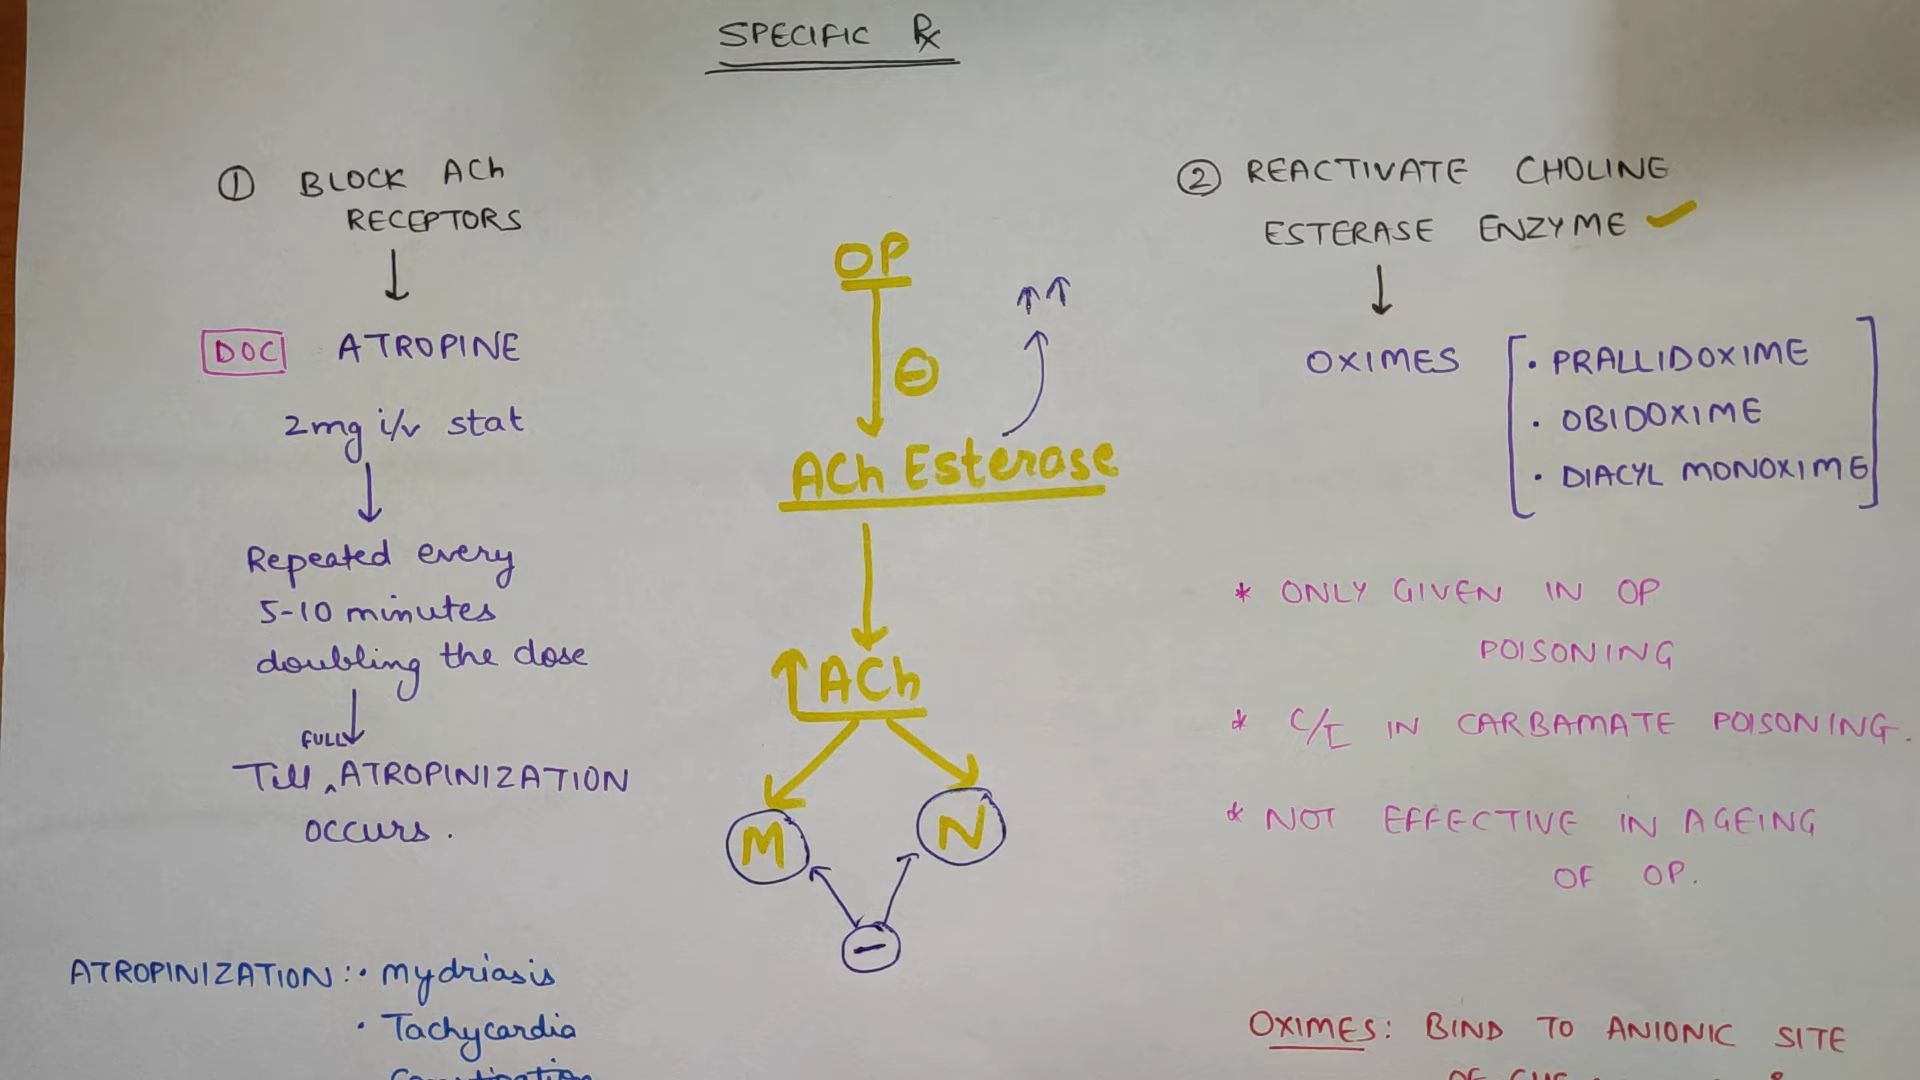 SPECIFIC Rx
① BLOCK ACh
RECEPTORS
↓
DOC ATROPINE
2mg i/v stat
↓
Repeated every
5-10 minutes
doubling the dose
↓
FULL
Till ^ ATROPINIZATION
occurs.
ATROPINIZATION: • Mydriasis
• Tachycardia
OP
⊖
↑↑
ACh Esterase
↑ACh
M N
⊖
② REACTIVATE CHOLINE
ESTERASE ENZYME
↓
OXIMES [• PRALLIDOXIME
• OBIDOXIME
• DIACYL MONOXIME]
* ONLY GIVEN IN OP
POISONING
* C/I IN CARBAMATE POISONING.
* NOT EFFECTIVE IN AGEING
OF OP.
OXIMES: BIND TO ANIONIC SITE
OF